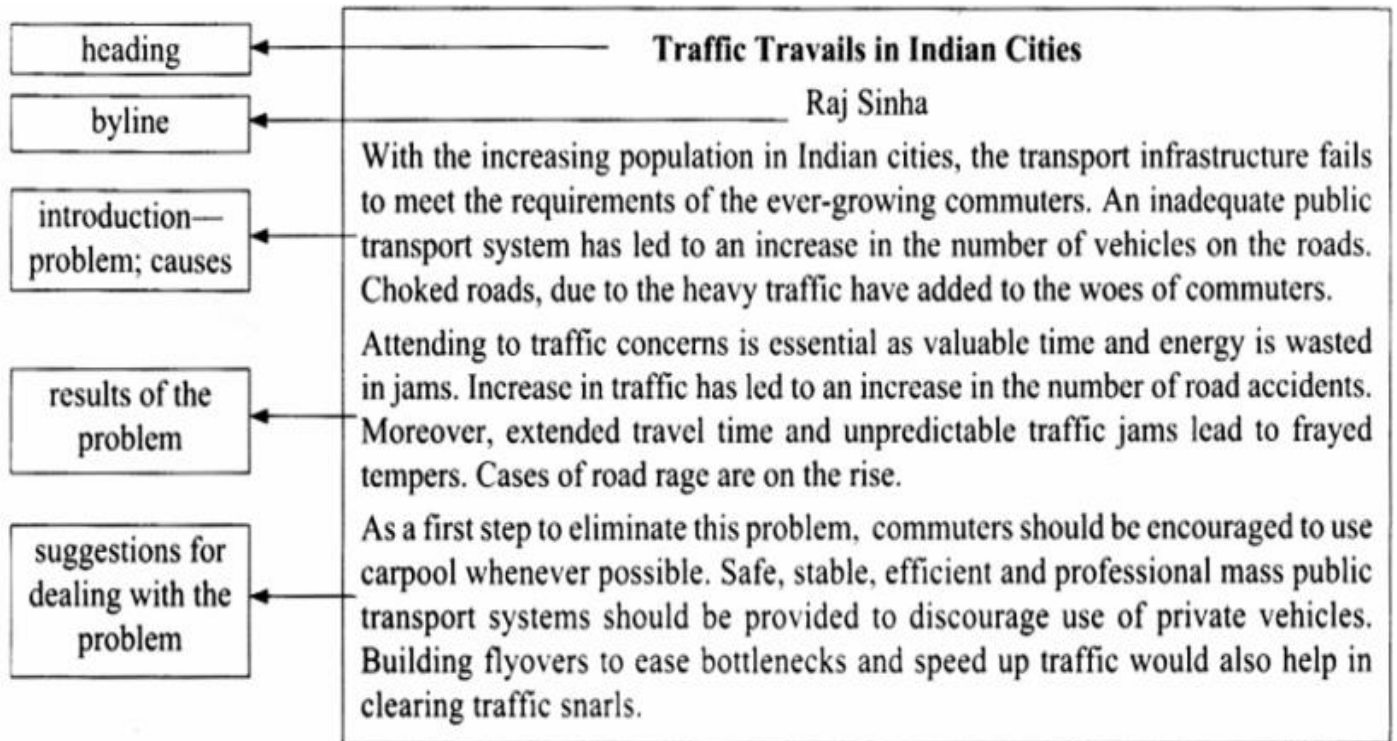 heading
Traffic Travails in Indian Cities
byline
Raj Sinha
introduction—
problem; causes
With the increasing population in Indian cities, the transport infrastructure fails
to meet the requirements of the ever-growing commuters. An inadequate public
transport system has led to an increase in the number of vehicles on the roads.
Choked roads, due to the heavy traffic have added to the woes of commuters.
results of the
problem
Attending to traffic concerns is essential as valuable time and energy is wasted
in jams. Increase in traffic has led to an increase in the number of road accidents.
Moreover, extended travel time and unpredictable traffic jams lead to frayed
tempers. Cases of road rage are on the rise.
suggestions for
dealing with the
problem
As a first step to eliminate this problem, commuters should be encouraged to use
carpool whenever possible. Safe, stable, efficient and professional mass public
transport systems should be provided to discourage use of private vehicles.
Building flyovers to ease bottlenecks and speed up traffic would also help in
clearing traffic snarls.